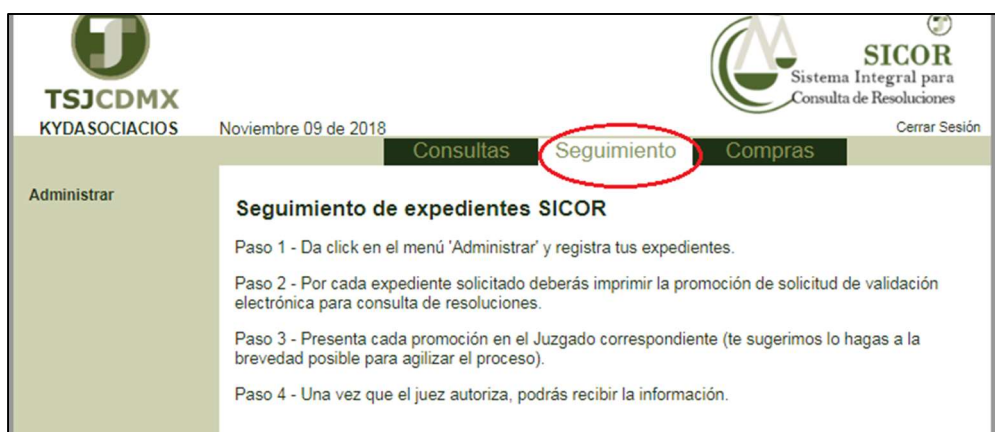 TSJCDMX
KYDASOCIACIOS
Noviembre 09 de 2018
SICOR
Sistema Integral para
Consulta de Resoluciones
Cerrar Sesión
Consultas Seguimiento Compras
Administrar
Seguimiento de expedientes SICOR
Paso 1 - Da click en el menú 'Administrar' y registra tus expedientes.
Paso 2 - Por cada expediente solicitado deberás imprimir la promoción de solicitud de validación
electrónica para consulta de resoluciones.
Paso 3 - Presenta cada promoción en el Juzgado correspondiente (te sugerimos lo hagas a la
brevedad posible para agilizar el proceso).
Paso 4 - Una vez que el juez autoriza, podrás recibir la información.